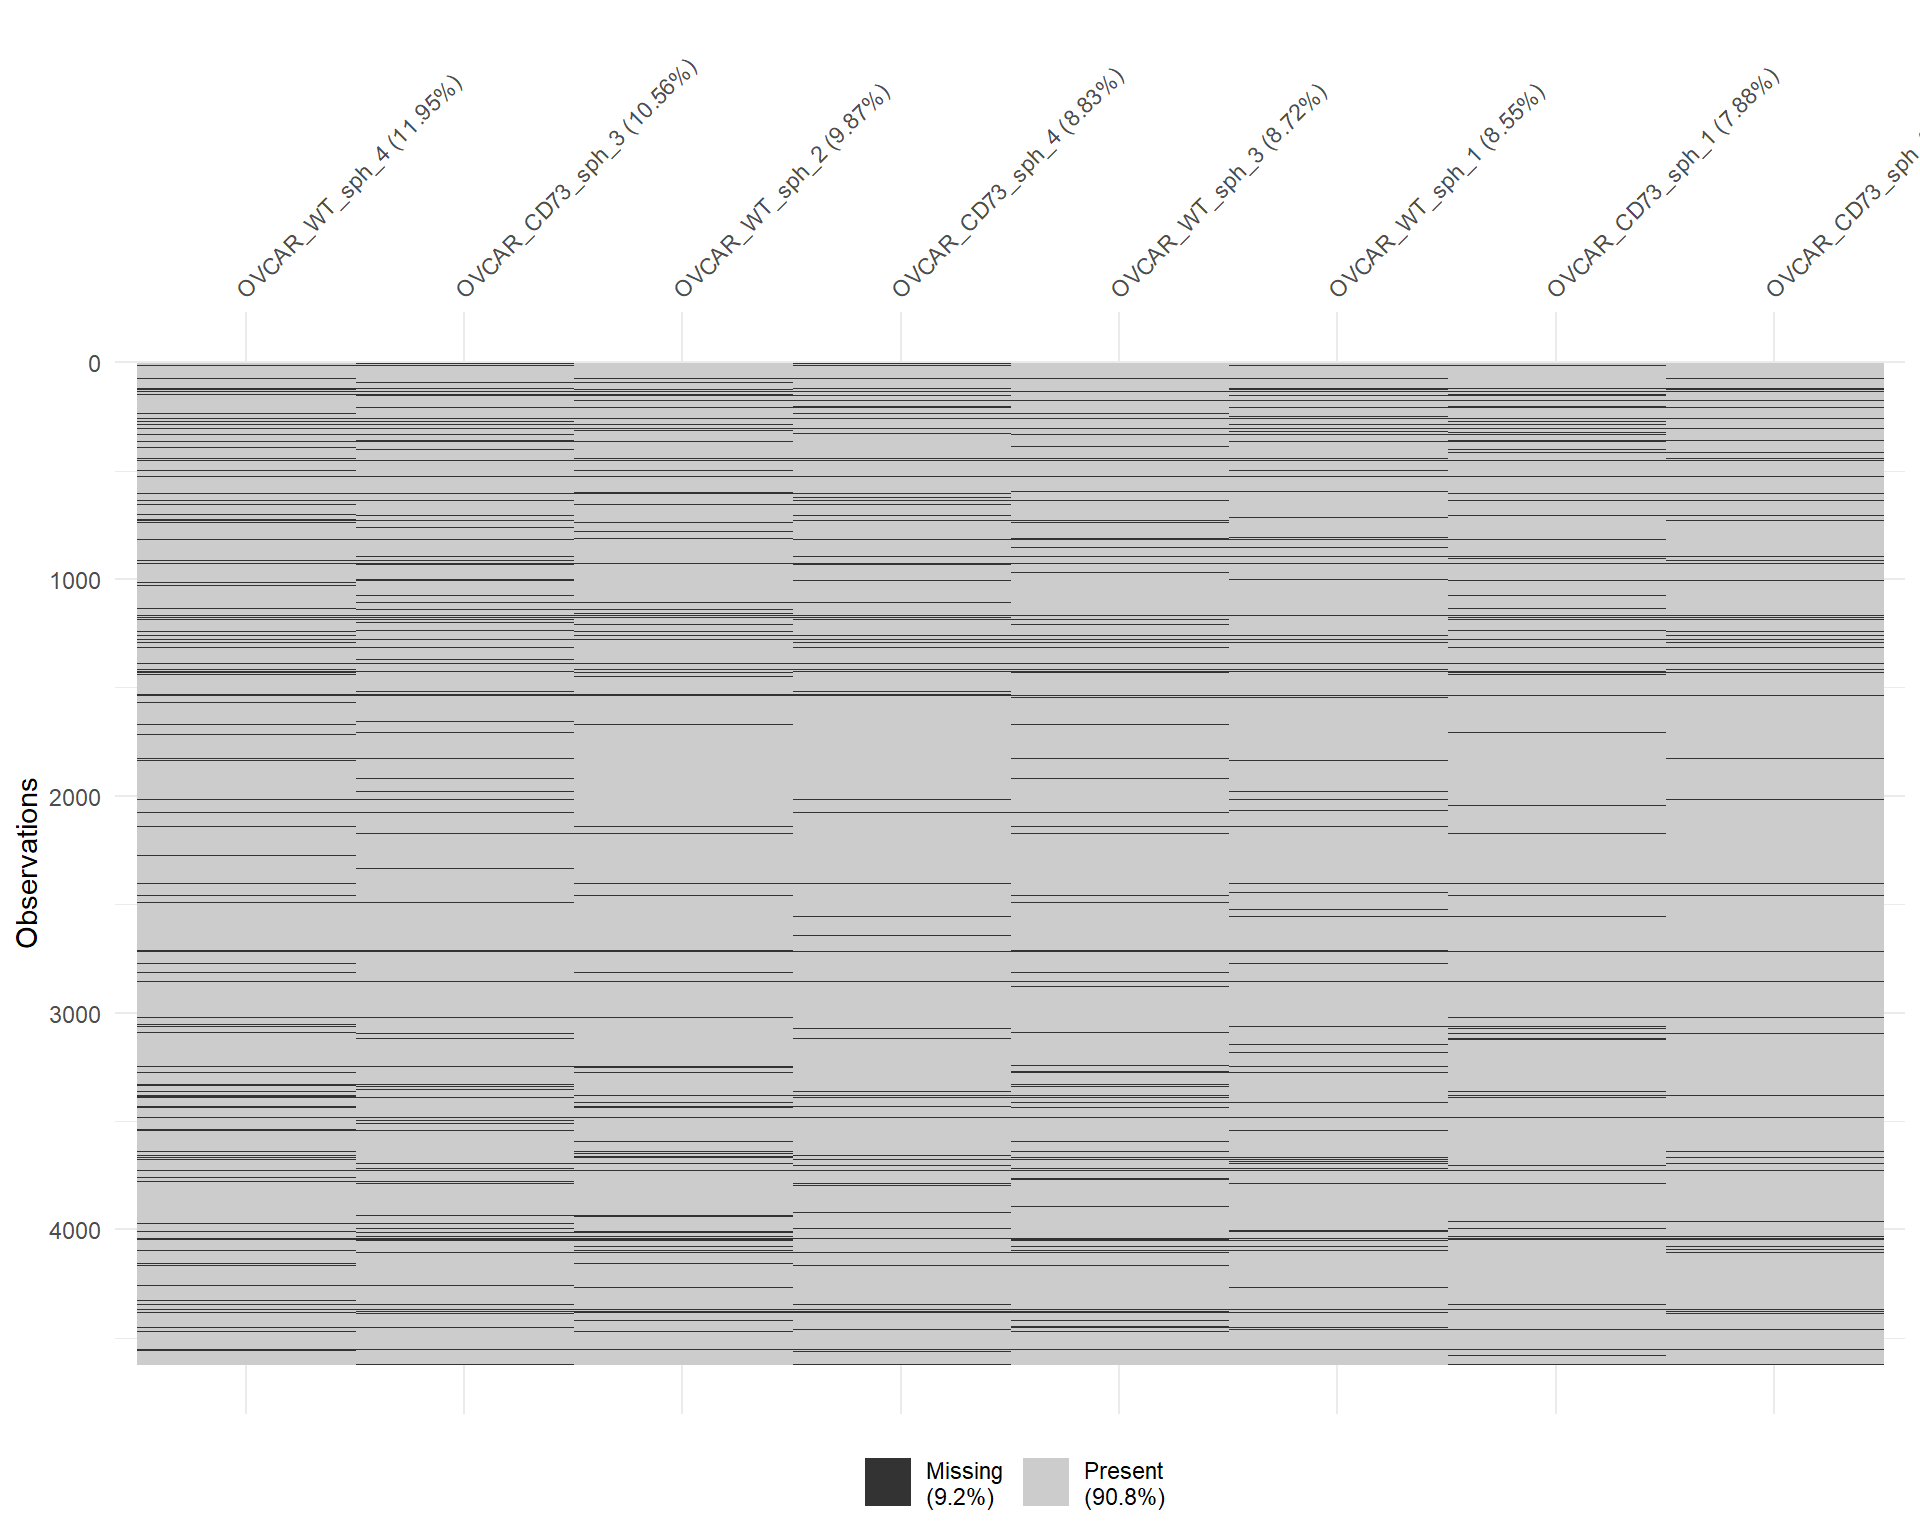 OVCAR_WT_sph_4 (11.95%)
OVCAR_CD73_sph_3 (10.56%)
OVCAR_WT_sph_2 (9.87%)
OVCAR_CD73_sph_4 (8.83%)
OVCAR_WT_sph_3 (8.72%)
OVCAR_WT_sph_1 (8.55%)
OVCAR_CD73_sph_1 (7.88%)
OVCAR_CD73_sph
0
1000
2000
3000
4000
Observations
Missing
(9.2%)
Present
(90.8%)